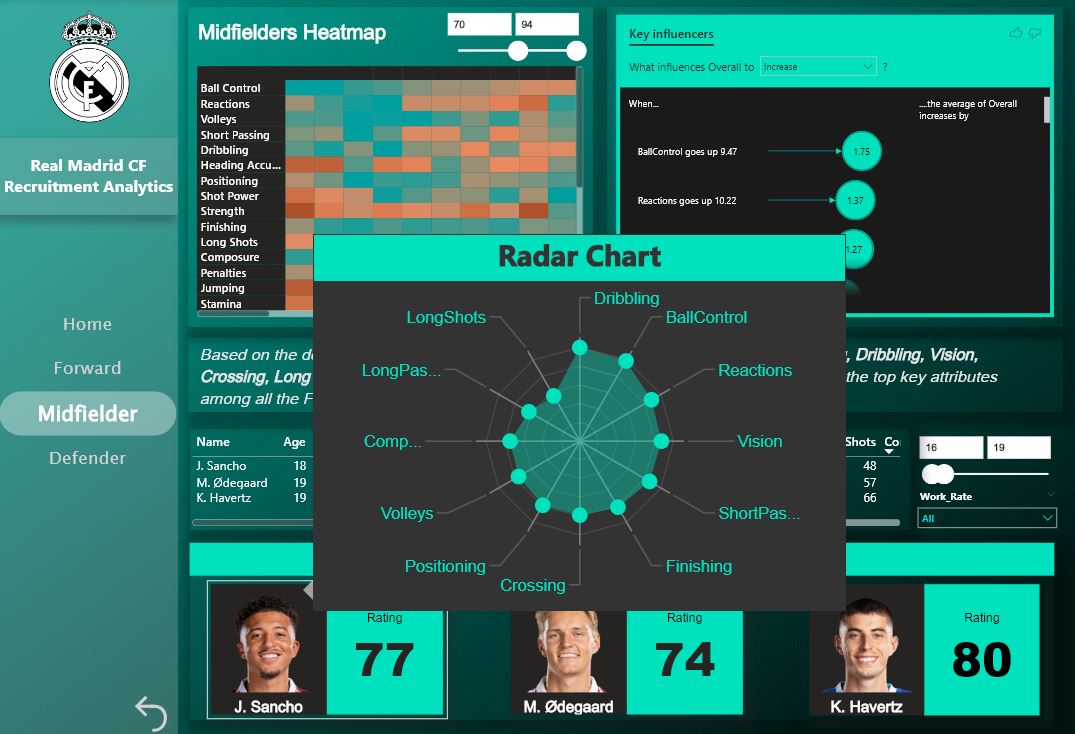 Real Madrid CF
Recruitment Analytics
Home
Forward
Midfielder
Defender
Midfielders Heatmap
70
94
Ball Control
Reactions
Volleys
Short Passing
Dribbling
Heading Accu...
Positioning
Shot Power
Strength
Finishing
Long Shots
Composure
Penalties
Jumping
Stamina
Key influencers
What influences Overall to
Increase
?
When...
....the average of Overall
increases by
BallControl goes up 9.47
1.75
Reactions goes up 10.22
1.37
1.27
Radar Chart
Dribbling
LongShots
BallControl
LongPas...
Reactions
Comp...
Vision
Volleys
ShortPas...
Positioning
Finishing
Crossing
Based on the
Dribbling, Vision,
Crossing, Long
the top key attributes
among all the
Name Age
Shots
J. Sancho 18 48
M. Ødegaard 19 57
K. Havertz 19 66
16
19
Work_Rate
All
Rating
77
J. Sancho
Rating
74
M. Ødegaard
Rating
80
K. Havertz